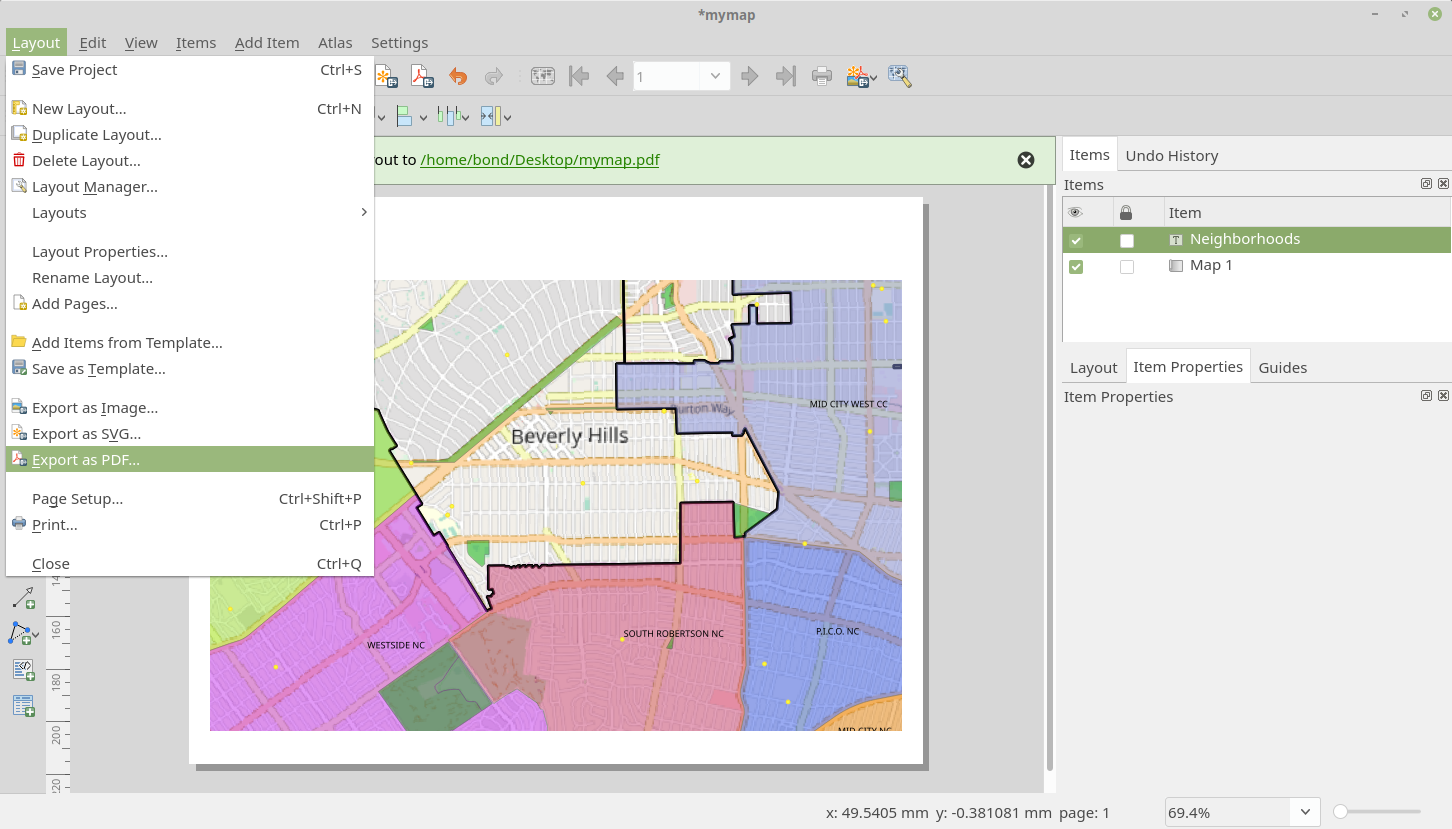 *mymap
Layout Edit View Items Add Item Atlas Settings
Save Project Ctrl+S
New Layout... Ctrl+N
Duplicate Layout...
Delete Layout...
Layout Manager...
Layouts
Layout Properties...
Rename Layout...
Add Pages...
Add Items from Template...
Save as Template...
Export as Image...
Export as SVG...
Export as PDF...
Page Setup... Ctrl+Shift+P
Print... Ctrl+P
Close Ctrl+Q
1
out to /home/bond/Desktop/mymap.pdf
MID CITY WEST CC
Beverly Hills
WESTSIDE NC
SOUTH ROBERTSON NC
P.I.C.O. NC
MID CITY NC
160
180
200
220
Items Undo History
Items
Item
Neighborhoods
Map 1
Layout Item Properties Guides
Item Properties
x: 49.5405 mm y: -0.381081 mm page: 1
69.4%